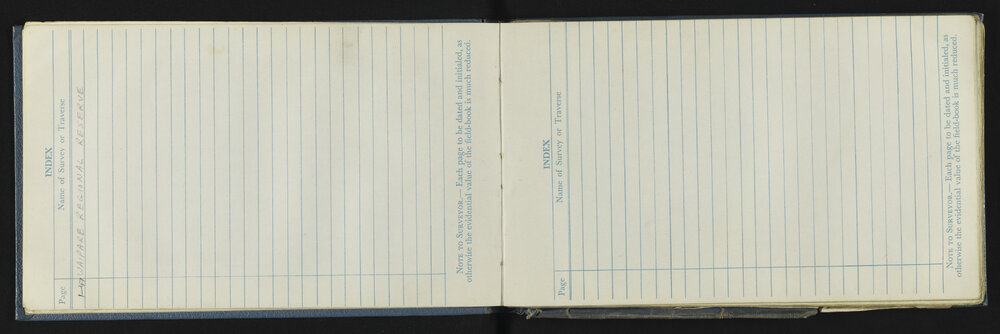 INDEX
Page Name of Survey or Traverse
1-47 WAIPARE REGIONAL RESERVE
NOTE TO SURVEYOR.— Each page to be dated and initialed, as
otherwise the evidential value of the field-book is much reduced.
INDEX
Page Name of Survey or Traverse
NOTE TO SURVEYOR.— Each page to be dated and initialed, as
otherwise the evidential value of the field-book is much reduced.